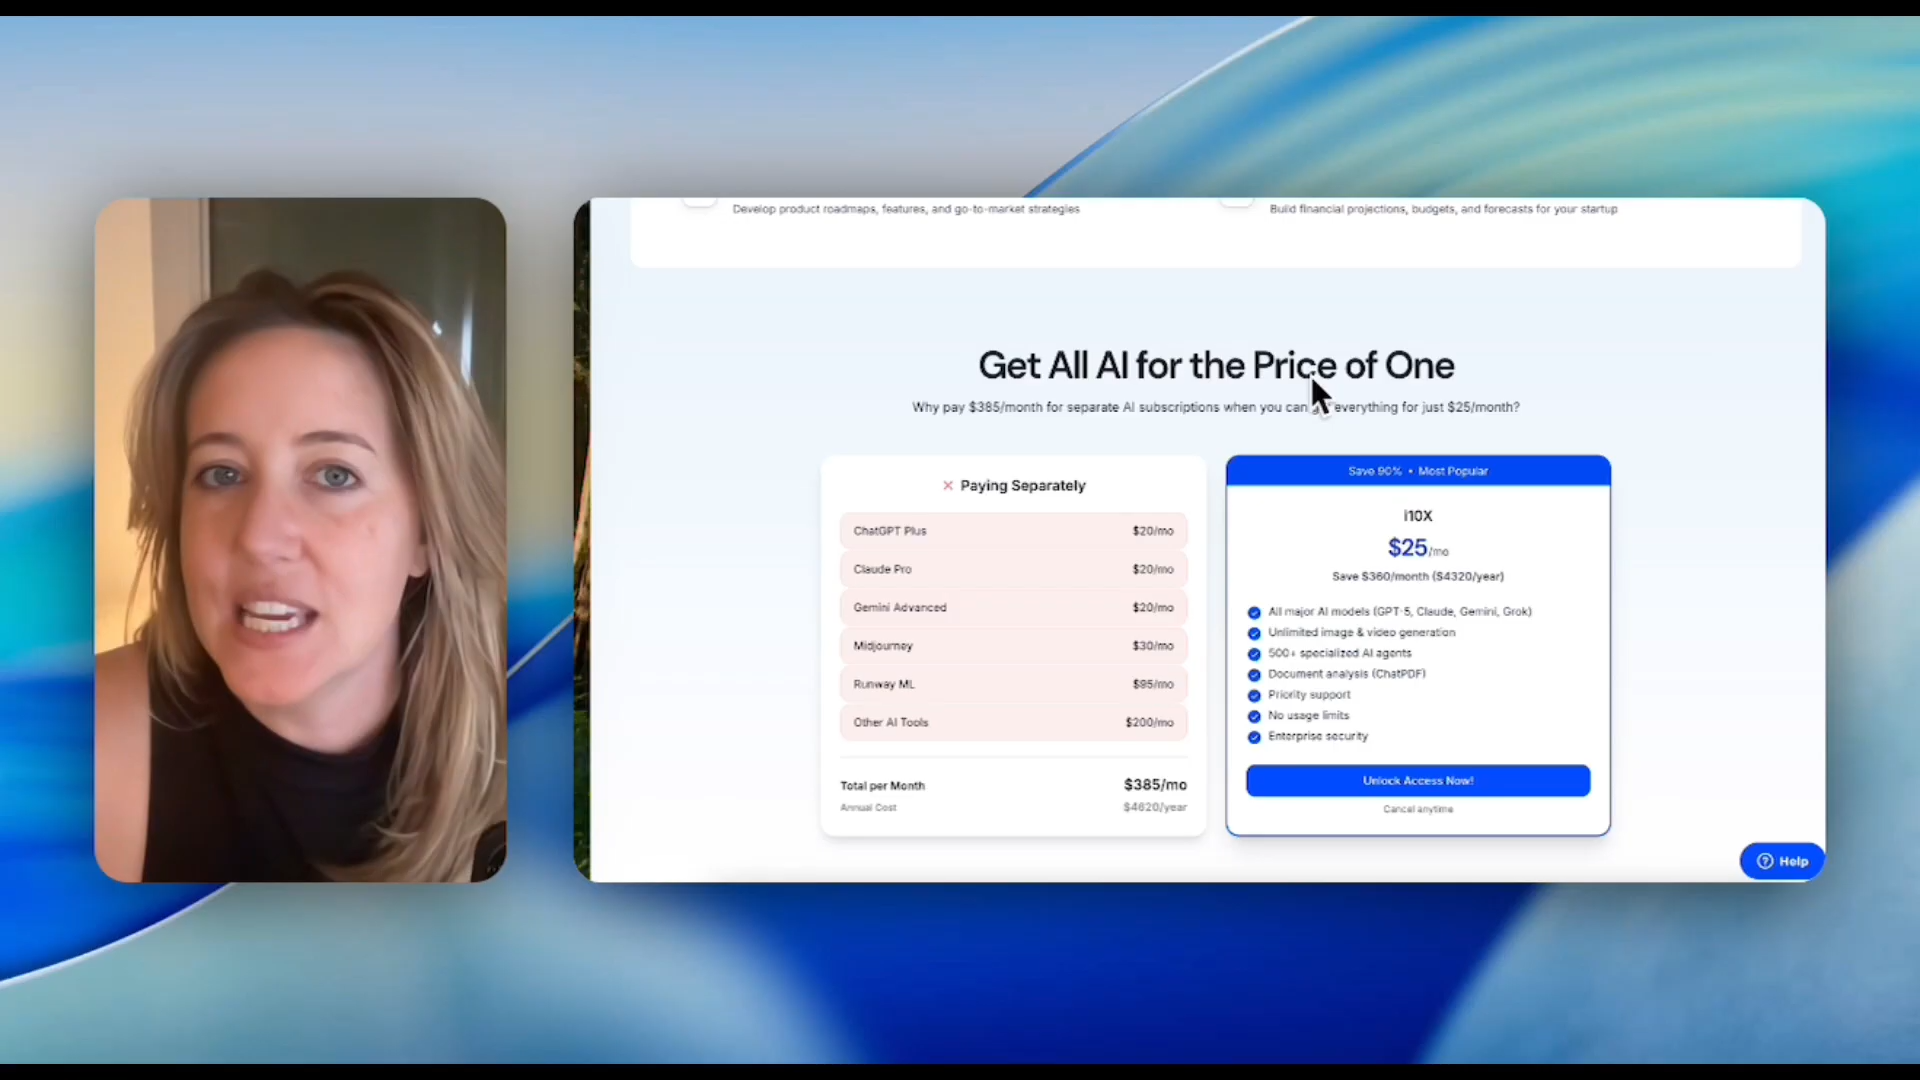 Develop product roadmaps, features, and go-to-market strategies
Build financial projections, budgets, and forecasts for your startup
Get All AI for the Price of One
Why pay $385/month for separate AI subscriptions when you can everything for just $25/month?
× Paying Separately
ChatGPT Plus $20/mo
Claude Pro $20/mo
Gemini Advanced $20/mo
Midjourney $30/mo
Runway ML $95/mo
Other AI Tools $200/mo
Total per Month $385/mo
Annual Cost $4620/year
Save 90% • Most Popular
i10X
$25/mo
Save $360/month ($4320/year)
All major AI models (GPT-5, Claude, Gemini, Grok)
Unlimited image & video generation
500+ specialized AI agents
Document analysis (ChatPDF)
Priority support
No usage limits
Enterprise security
Unlock Access Now!
Cancel anytime
? Help